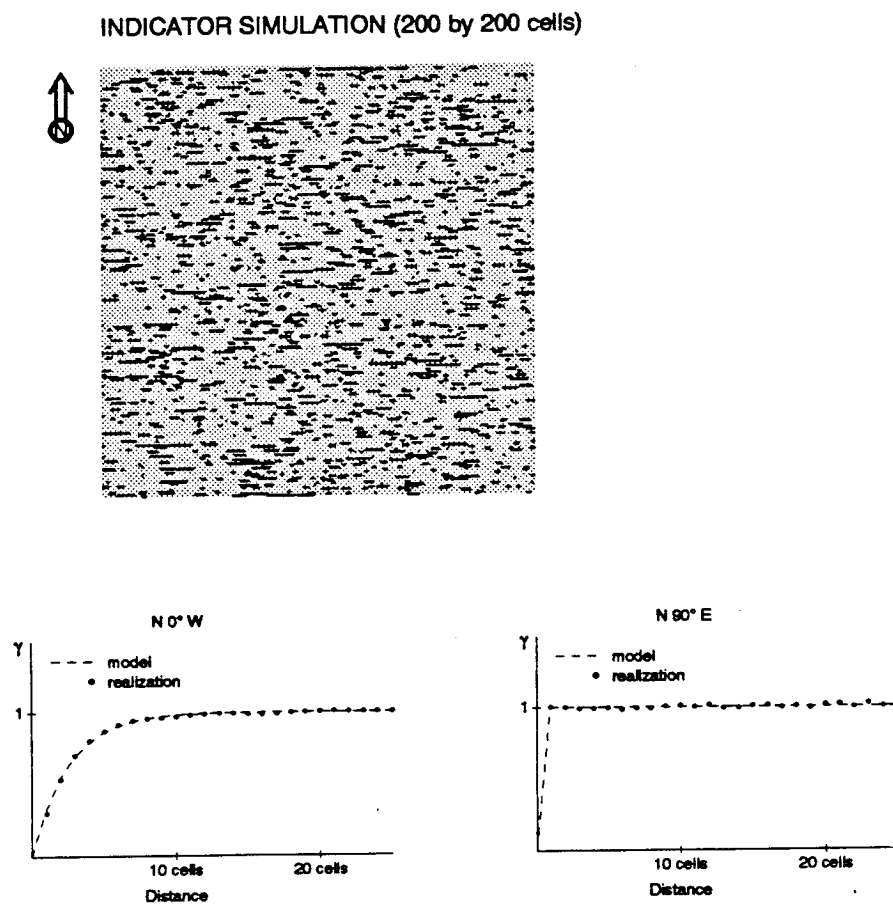 INDICATOR SIMULATION (200 by 200 cells)
N
N 0° W
γ
model
realization
1
10 cells
20 cells
Distance
N 90° E
γ
model
realization
1
10 cells
20 cells
Distance